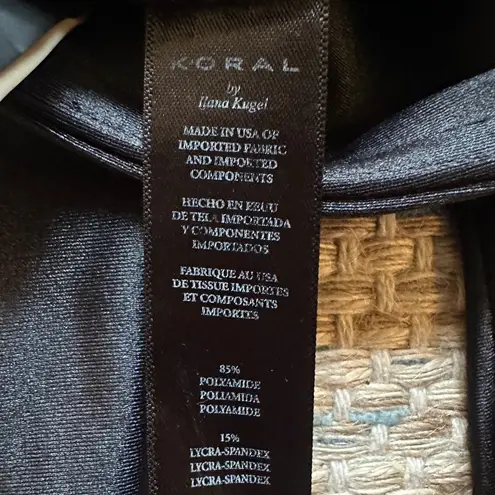 KORAL
by
Ilana Kugel
MADE IN USA OF
IMPORTED FABRIC
AND IMPORTED
COMPONENTS
HECHO EN EEUU
DE TELA IMPORTADA
Y COMPONENTES
IMPORTADOS
FABRIQUE AU USA
DE TISSUE IMPORTES
ET COMPOSANTS
IMPORTES
85%
POLYAMIDE
POLIAMIDA
POLYAMIDE
15%
LYCRA-SPANDEX
LYCRA-SPANDEX
LYCRA-SPANDEX